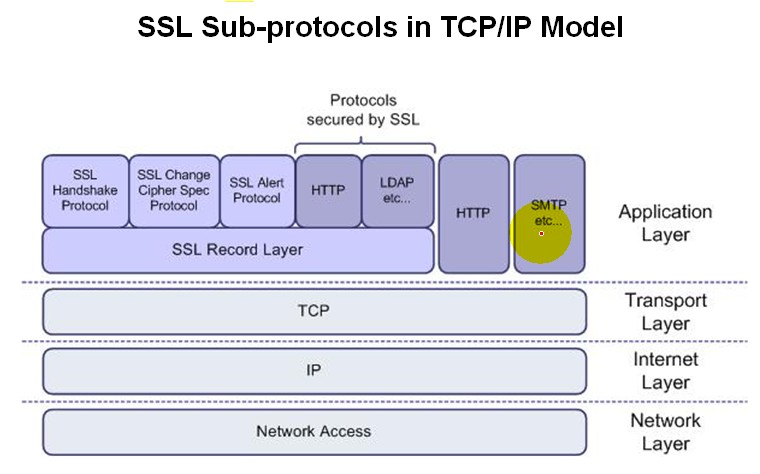 SSL Sub-protocols in TCP/IP Model
Protocols
secured by SSL
SSL
Handshake
Protocol
SSL Change
Cipher Spec
Protocol
SSL Alert
Protocol
HTTP
LDAP
etc...
HTTP
SMTP
etc...
Application
Layer
SSL Record Layer
TCP
Transport
Layer
IP
Internet
Layer
Network Access
Network
Layer